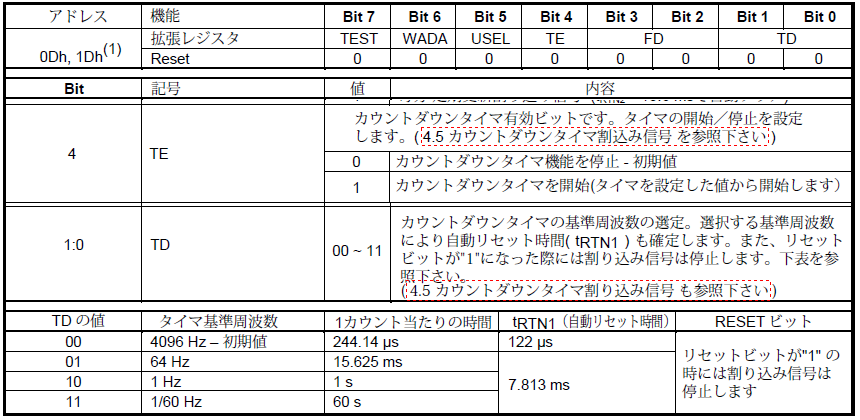 アドレス 機能 Bit 7 Bit 6 Bit 5 Bit 4 Bit 3 Bit 2 Bit 1 Bit 0
0Dh, 1Dh(1) 拡張レジスタ TEST WADA USEL TE FD TD
Reset 0 0 0 0 0 0 0 0
Bit 記号 値 内容
4 TE カウントダウンタイマ有効ビットです。タイマの開始／停止を設定
します。( 4.5 カウントダウンタイマ割込み信号 を参照下さい )
0 カウントダウンタイマ機能を停止 - 初期値
1 カウントダウンタイマを開始(タイマを設定した値から開始します)
1:0 TD 00 ~ 11 カウントダウンタイマの基準周波数の選定。選択する基準周波数
により自動リセット時間( tRTN1 ) も確定します。また、リセット
ビットが"1"になった際には割り込み信号は停止します。下表を参
照下さい。
( 4.5 カウントダウンタイマ割り込み信号 も参照下さい )
TD の値 タイマ基準周波数 1カウント当たりの時間 tRTN1（自動リセット時間） RESET ビット
00 4096 Hz – 初期値 244.14 µs 122 µs リセットビットが"1" の
時には割り込み信号は
停止します
01 64 Hz 15.625 ms 7.813 ms
10 1 Hz 1 s
11 1/60 Hz 60 s